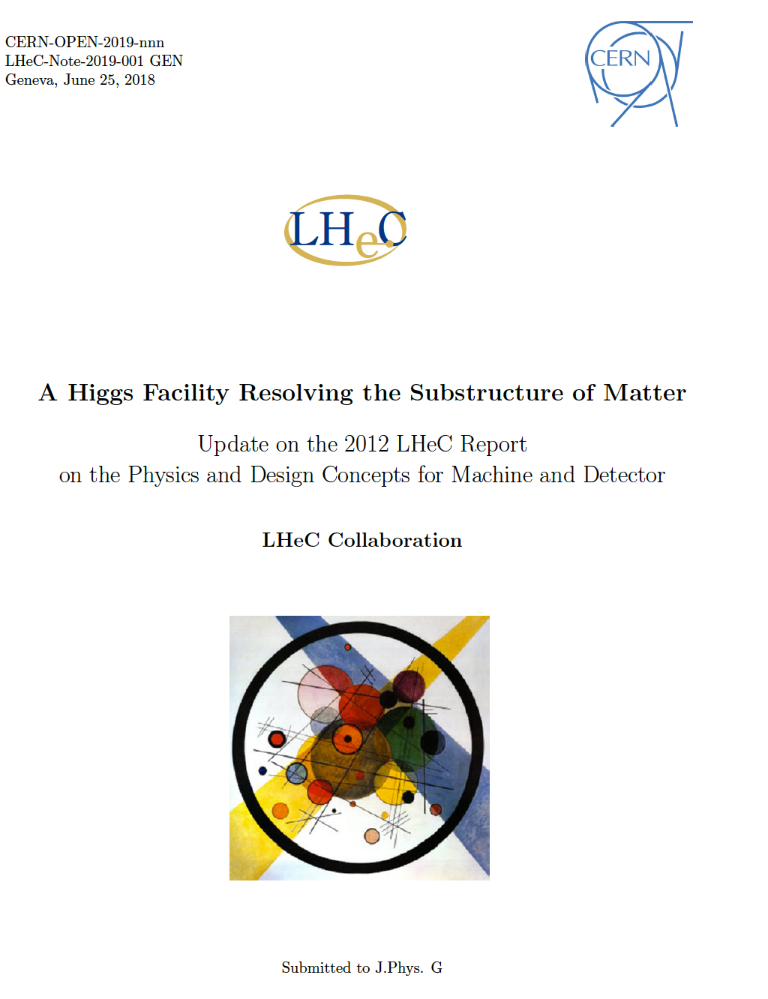 CERN-OPEN-2019-nnn
LHeC-Note-2019-001 GEN
Geneva, June 25, 2018
CERN
LHeC
A Higgs Facility Resolving the Substructure of Matter
Update on the 2012 LHeC Report
on the Physics and Design Concepts for Machine and Detector
LHeC Collaboration
Submitted to J.Phys. G